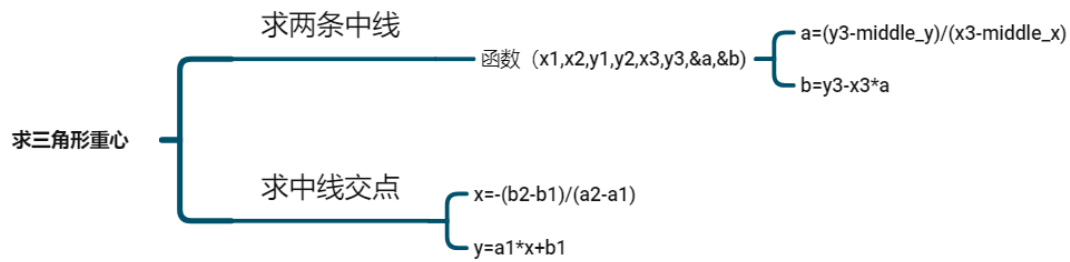 求三角形重心
求两条中线
函数（x1,x2,y1,y2,x3,y3,&a,&b)
a=(y3-middle_y)/(x3-middle_x)
b=y3-x3*a
求中线交点
x=-(b2-b1)/(a2-a1)
y=a1*x+b1